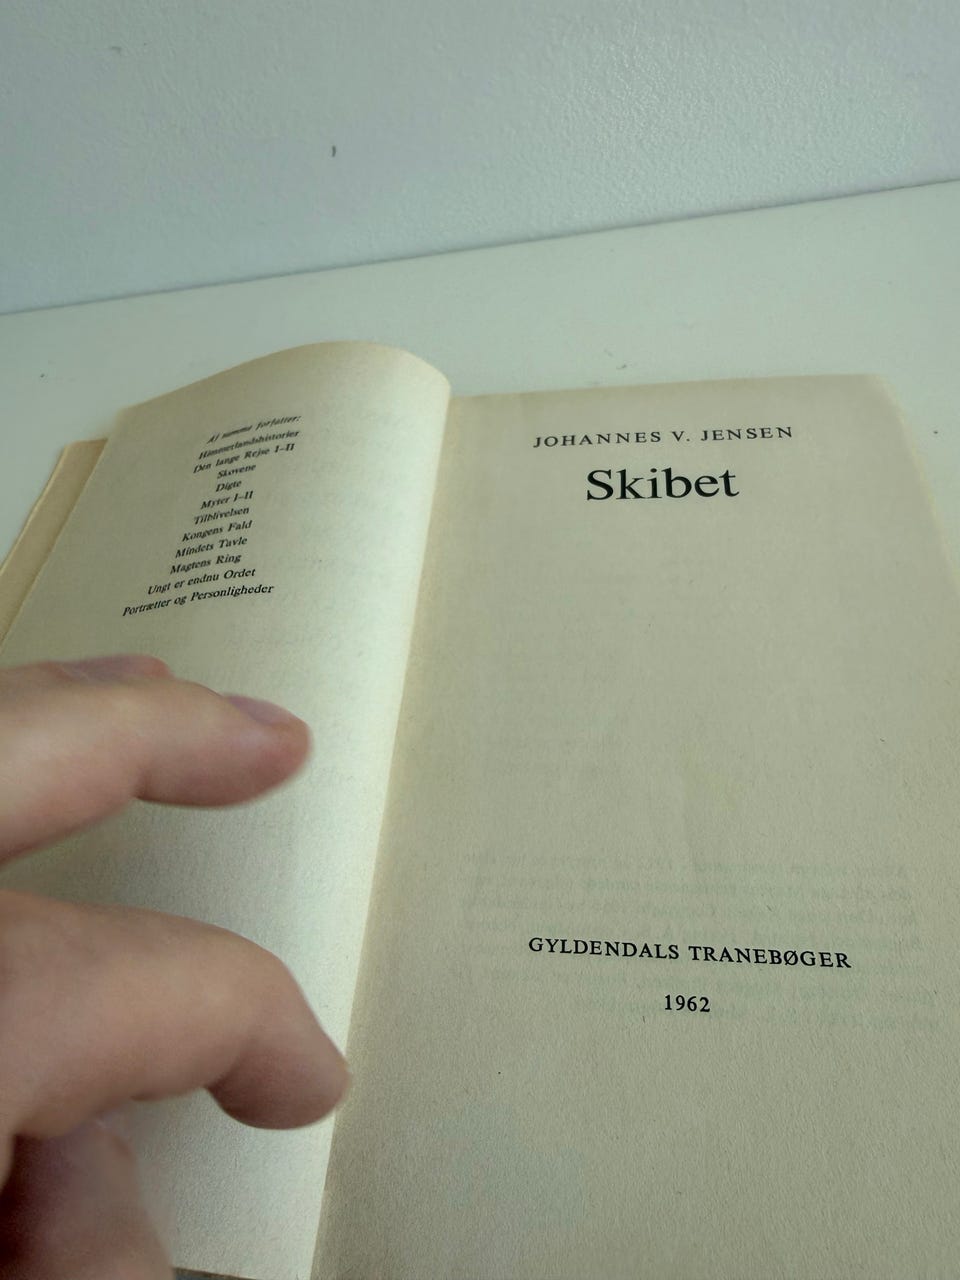 Af samme forfatter:
Himmerlandshistorier
Den lange Rejse I-II
Skovene
Digte
Myter I-II
Tilblivelsen
Kongens Fald
Mindets Tavle
Magtens Ring
Ungt er endnu Ordet
Portrætter og Personligheder
JOHANNES V. JENSEN
Skibet
GYLDENDALS TRANEBØGER
1962